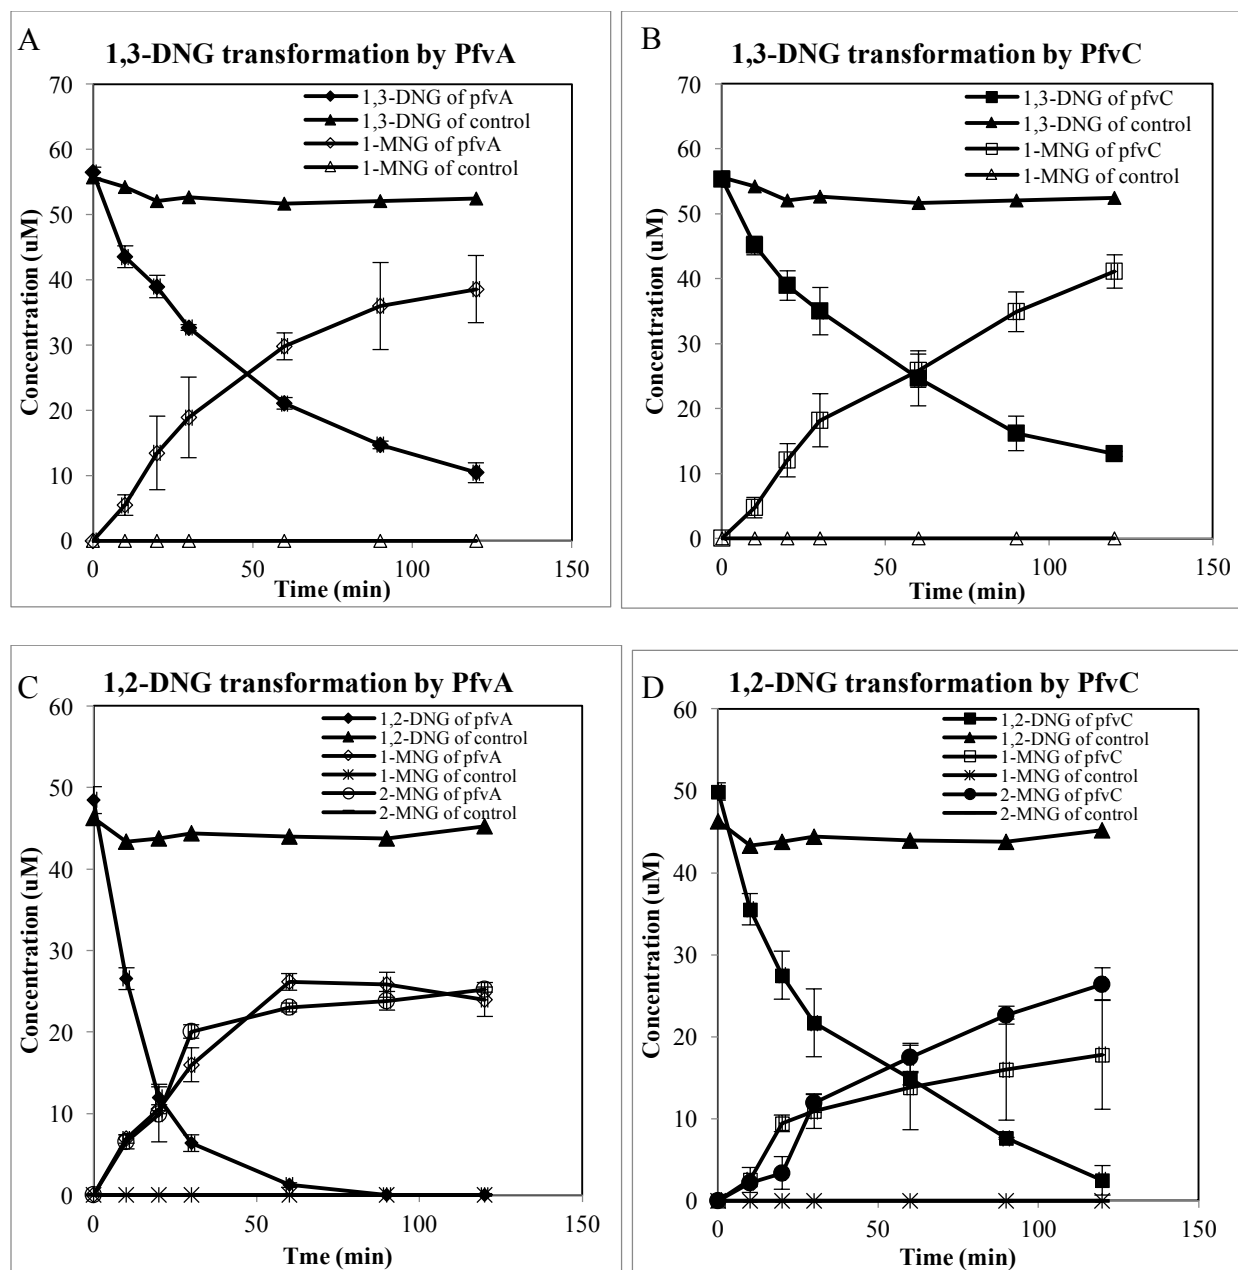 A
1,3-DNG transformation by PfvA
70
60
50
40
30
20
10
0
Concentration (uM)
1,3-DNG of pfvA
1,3-DNG of control
1-MNG of pfvA
1-MNG of control
0
50
100
150
Time (min)
B
1,3-DNG transformation by PfvC
70
60
50
40
30
20
10
0
Concentration (uM)
1,3-DNG of pfvC
1,3-DNG of control
1-MNG of pfvC
1-MNG of control
0
50
100
150
Time (min)
C
1,2-DNG transformation by PfvA
60
50
40
30
20
10
0
Concentration (uM)
1,2-DNG of pfvA
1,2-DNG of control
1-MNG of pfvA
1-MNG of control
2-MNG of pfvA
2-MNG of control
0
50
100
150
Tme (min)
D
1,2-DNG transformation by PfvC
60
50
40
30
20
10
0
Concentration (uM)
1,2-DNG of pfvC
1,2-DNG of control
1-MNG of pfvC
1-MNG of control
2-MNG of pfvC
2-MNG of control
0
50
100
150
Time (min)